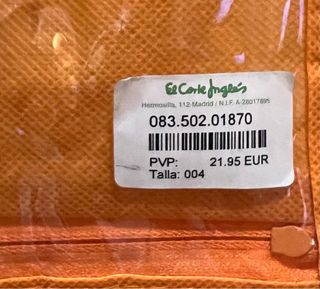 El Corte Inglés
Hermosilla, 112-Madrid / N.I.F. A-28017895
083.502.01870
PVP: 21.95 EUR
Talla: 004